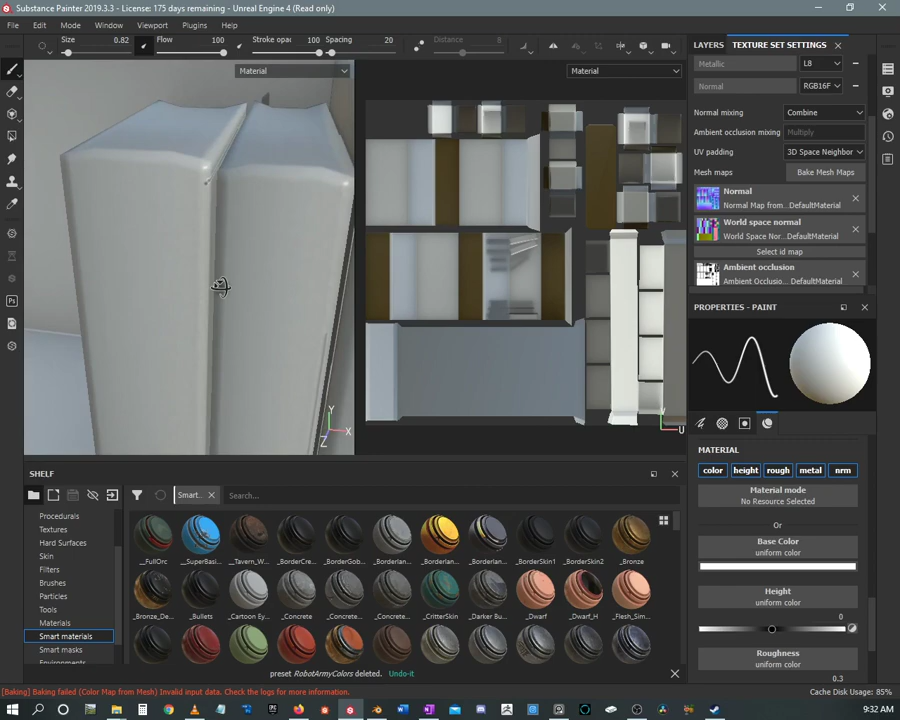 Substance Painter 2019.3.3 - License: 175 days remaining - Unreal Engine 4 (Read only)
File Edit Mode Window Viewport Plugins Help
Size 0.82 Flow 100 Stroke opac 100 Spacing 20 Distance 8
LAYERS TEXTURE SET SETTINGS
Material
Material
Metallic L8
Normal RGB16F
Normal mixing Combine
Ambient occlusion mixing Multiply
UV padding 3D Space Neighbor
Mesh maps Bake Mesh Maps
Normal
Normal Map from ...DefaultMaterial
World space normal
World Space Nor...DefaultMaterial
Select id map
Ambient occlusion
Ambient Occlusio... DefaultMaterial
PROPERTIES - PAINT
Y
X
Z
U
MATERIAL
color height rough metal nrm
Material mode
No Resource Selected
Or
Base Color
uniform color
Height
uniform color
0
Roughness
uniform color
0.3
SHELF
Smart.. Search...
Procedurals
Textures
Hard Surfaces
Skin
Filters
Brushes
Particles
Tools
Materials
Smart materials
Smart masks
Environments
__FullOrc __SuperBasi... __Tavern_W... _BorderCre... _BorderGob... _Borderlan... _Borderlan... _Borderlan... _BorderSkin1 _BorderSkin2 _Bronze
_Bronze_De... _Bullets _Cartoon Ey... _Concrete _Concrete... _Concrete... _CritterSkin _Darker Bu... _Dwarf _Dwarf_H _Flesh_Sim...
preset RobotArmyColors deleted. Undo-it
[Baking] Baking failed (Color Map from Mesh) Invalid input data. Check the logs for more information.
Cache Disk Usage: 85%
9:32 AM